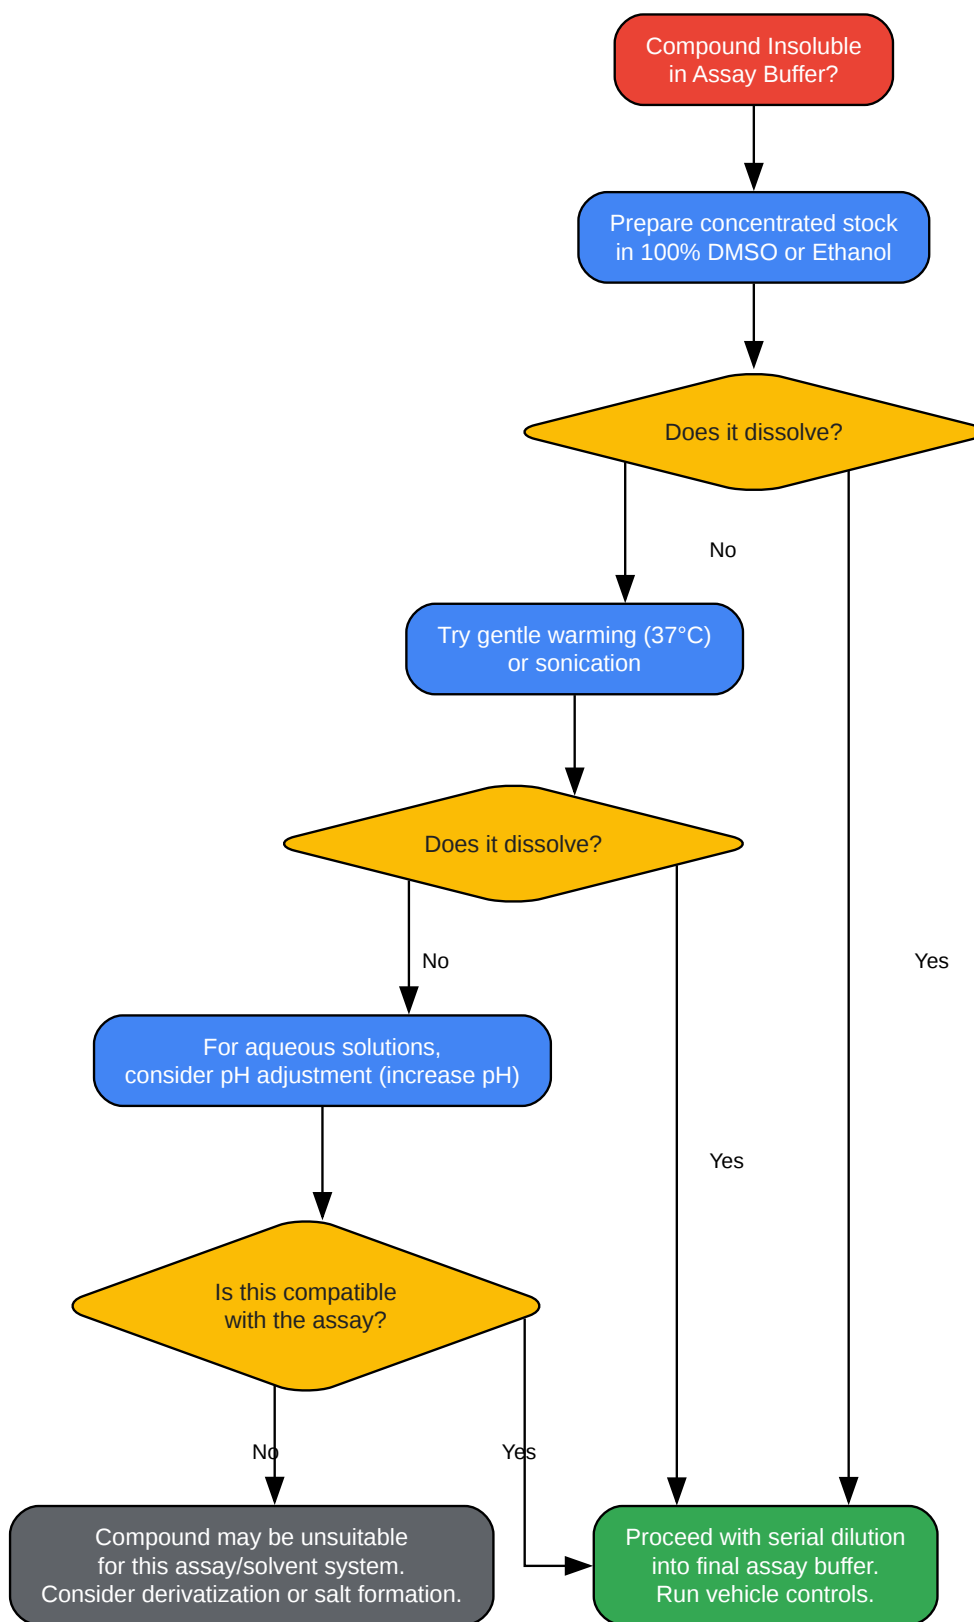 Compound Insoluble
in Assay Buffer?
Prepare concentrated stock
in 100% DMSO or Ethanol
Does it dissolve?
No
Try gentle warming (37°C)
or sonication
Does it dissolve?
No
Yes
For aqueous solutions,
consider pH adjustment (increase pH)
Yes
Is this compatible
with the assay?
No
Yes
Compound may be unsuitable
for this assay/solvent system.
Consider derivatization or salt formation.
Proceed with serial dilution
into final assay buffer.
Run vehicle controls.